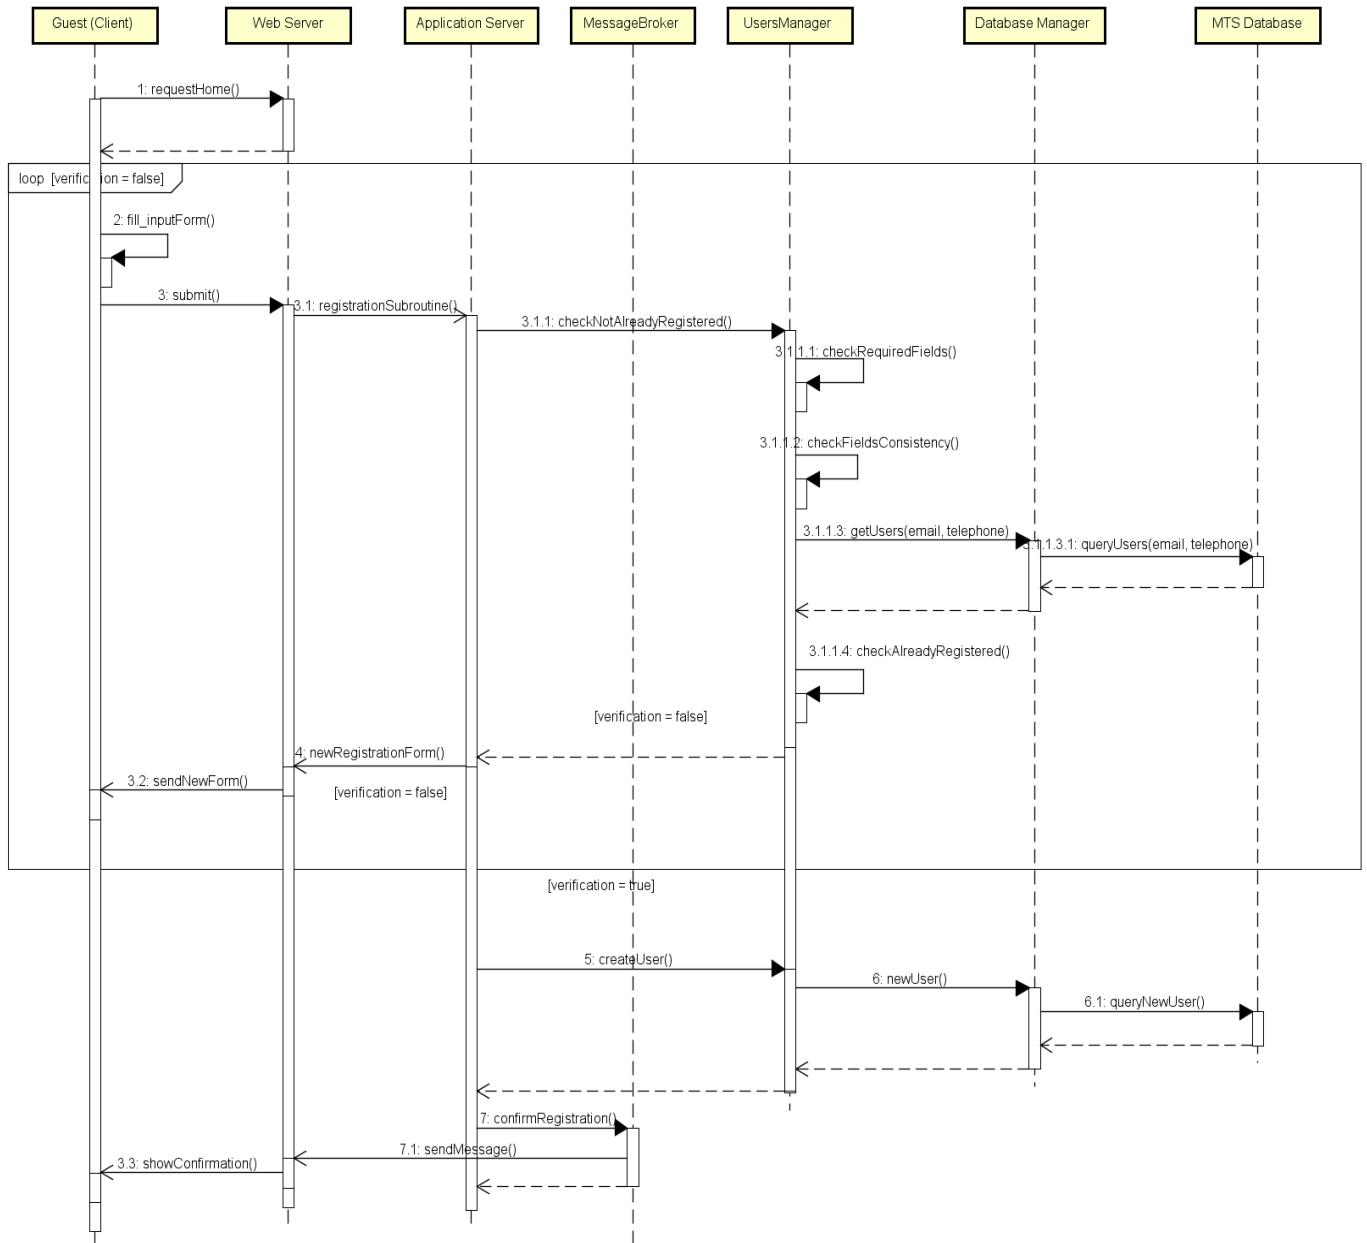 Guest (Client)
Web Server
Application Server
MessageBroker
UsersManager
Database Manager
MTS Database
1: requestHome()
loop [verification = false]
2: fill_inputForm()
3: submit()
3.1: registrationSubroutine()
3.1.1: checkNotAlreadyRegistered()
3.1.1.1: checkRequiredFields()
3.1.1.2: checkFieldsConsistency()
3.1.1.3: getUsers(email, telephone)
3.1.1.3.1: queryUsers(email, telephone)
3.1.1.4: checkAlreadyRegistered()
[verification = false]
4: newRegistrationForm()
3.2: sendNewForm()
[verification = false]
[verification = true]
5: createUser()
6: newUser()
6.1: queryNewUser()
7: confirmRegistration()
7.1: sendMessage()
3.3: showConfirmation()